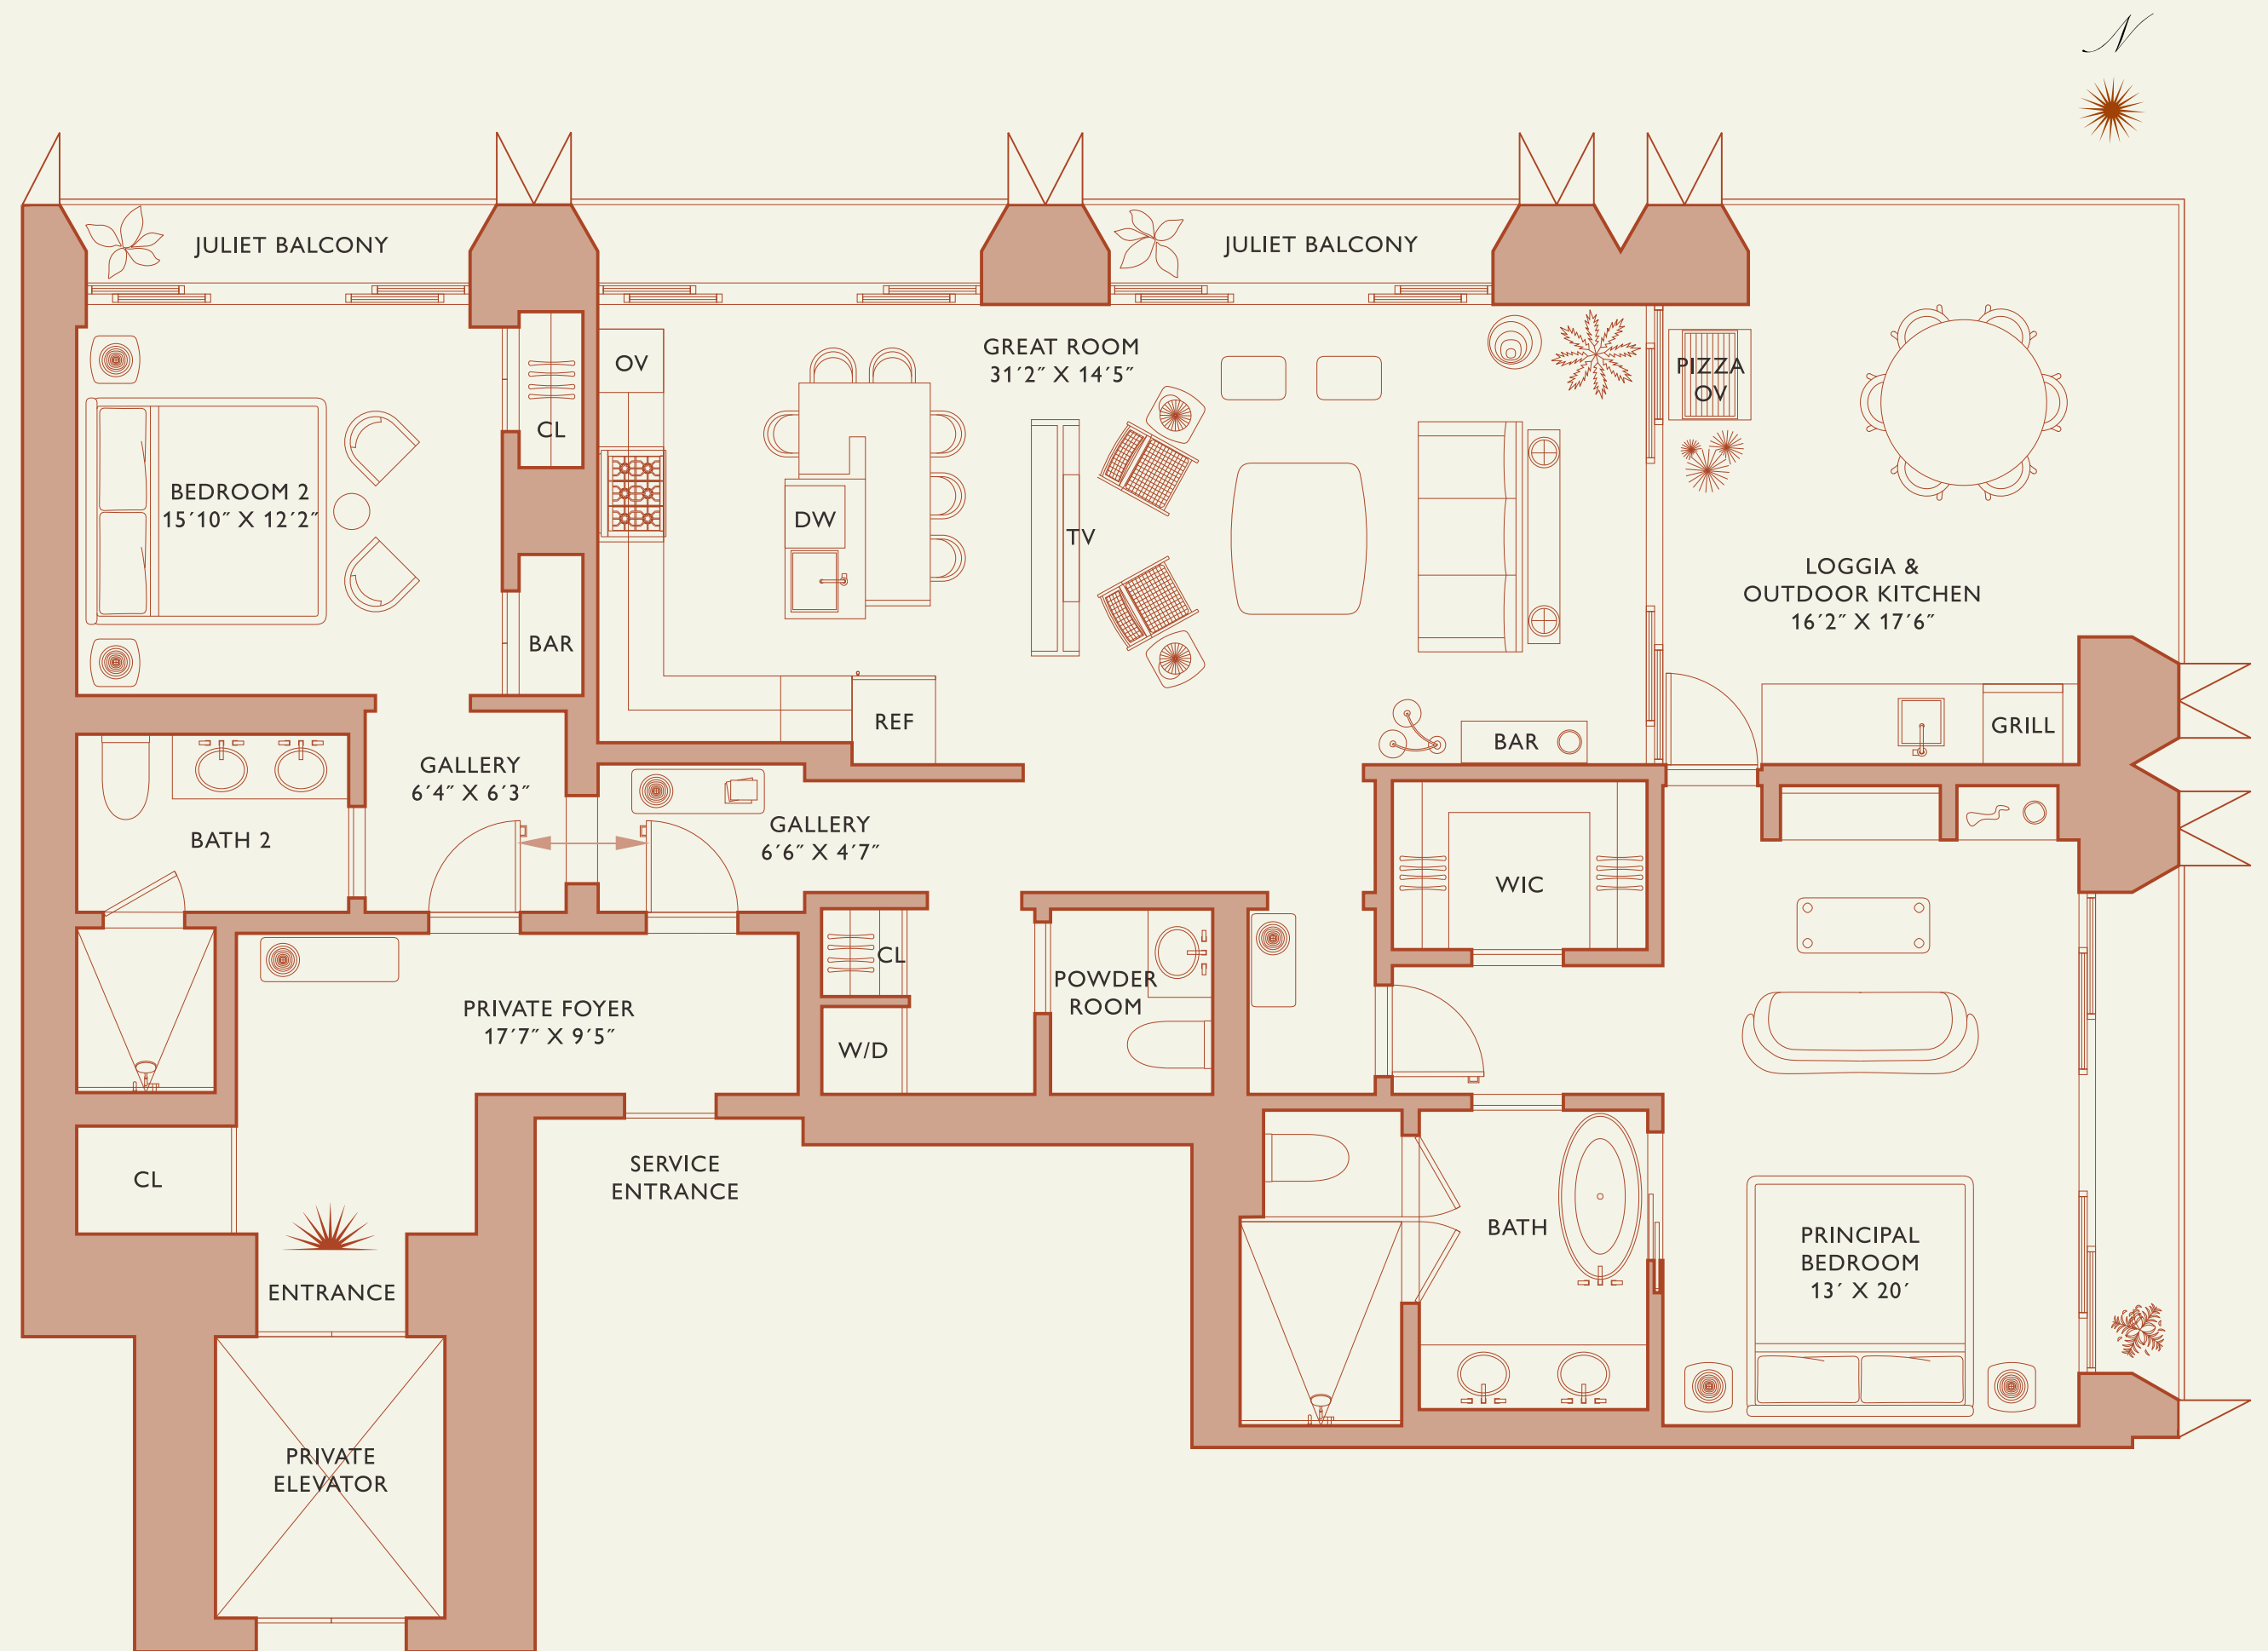 N
JULIET BALCONY
JULIET BALCONY
GREAT ROOM
31′2″ X 14′5″
OV
PIZZA
OV
CL
BEDROOM 2
15′10″ X 12′2″
DW
TV
LOGGIA &
OUTDOOR KITCHEN
16′2″ X 17′6″
BAR
REF
BAR
GRILL
GALLERY
6′4″ X 6′3″
GALLERY
6′6″ X 4′7″
BATH 2
WIC
CL
PRIVATE FOYER
17′7″ X 9′5″
POWDER
ROOM
W/D
CL
SERVICE
ENTRANCE
BATH
PRINCIPAL
BEDROOM
13′ X 20′
ENTRANCE
PRIVATE
ELEVATOR